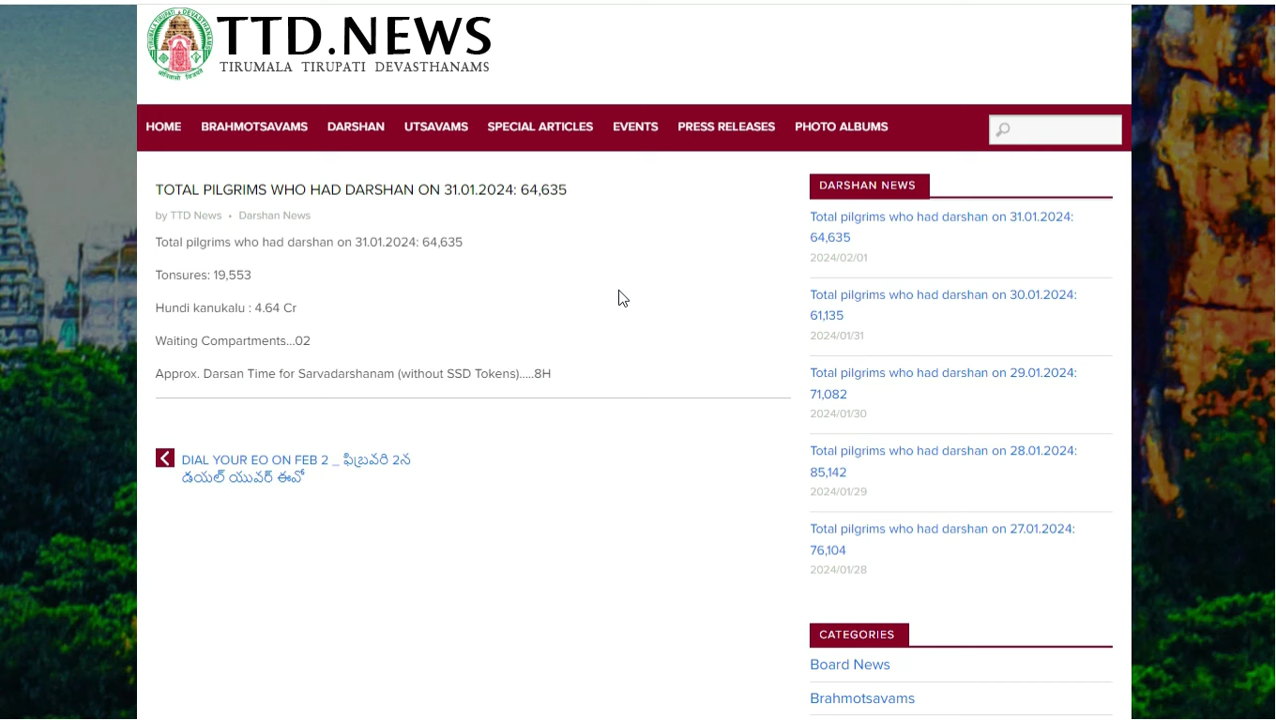 TTD.NEWS
TIRUMALA TIRUPATI DEVASTHANAMS
HOME BRAHMOTSAVAMS DARSHAN UTSAVAMS SPECIAL ARTICLES EVENTS PRESS RELEASES PHOTO ALBUMS
TOTAL PILGRIMS WHO HAD DARSHAN ON 31.01.2024: 64,635
by TTD News • Darshan News
Total pilgrims who had darshan on 31.01.2024: 64,635
Tonsures: 19,553
Hundi kanukalu : 4.64 Cr
Waiting Compartments...02
Approx. Darsan Time for Sarvadarshanam (without SSD Tokens).....8H
DIAL YOUR EO ON FEB 2 _ ఫిబ్రవరి 2న
డయల్ యువర్ ఈవో
DARSHAN NEWS
Total pilgrims who had darshan on 31.01.2024:
64,635
2024/02/01
Total pilgrims who had darshan on 30.01.2024:
61,135
2024/01/31
Total pilgrims who had darshan on 29.01.2024:
71,082
2024/01/30
Total pilgrims who had darshan on 28.01.2024:
85,142
2024/01/29
Total pilgrims who had darshan on 27.01.2024:
76,104
2024/01/28
CATEGORIES
Board News
Brahmotsavams